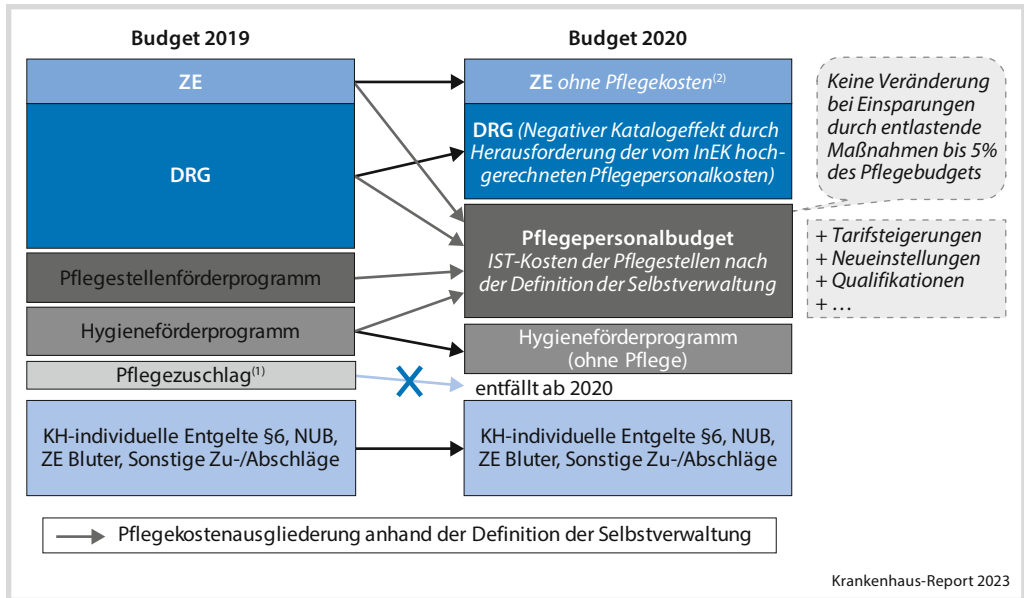 Budget 2019
ZE
DRG
Pflegestellenförderprogramm
Hygieneförderprogramm
Pflegezuschlag(1)
KH-individuelle Entgelte §6, NUB,
ZE Bluter, Sonstige Zu-/Abschläge
Budget 2020
ZE ohne Pflegekosten(2)
DRG (Negativer Katalogeffekt durch
Herausforderung der vom InEK hoch-
gerechneten Pflegepersonalkosten)
Pflegepersonalbudget
IST-Kosten der Pflegestellen nach
der Definition der Selbstverwaltung
Hygieneförderprogramm
(ohne Pflege)
entfällt ab 2020
KH-individuelle Entgelte §6, NUB,
ZE Bluter, Sonstige Zu-/Abschläge
Keine Veränderung
bei Einsparungen
durch entlastende
Maßnahmen bis 5%
des Pflegebudgets
+ Tarifsteigerungen
+ Neueinstellungen
+ Qualifikationen
+ …
Pflegekostenausgliederung anhand der Definition der Selbstverwaltung
Krankenhaus-Report 2023